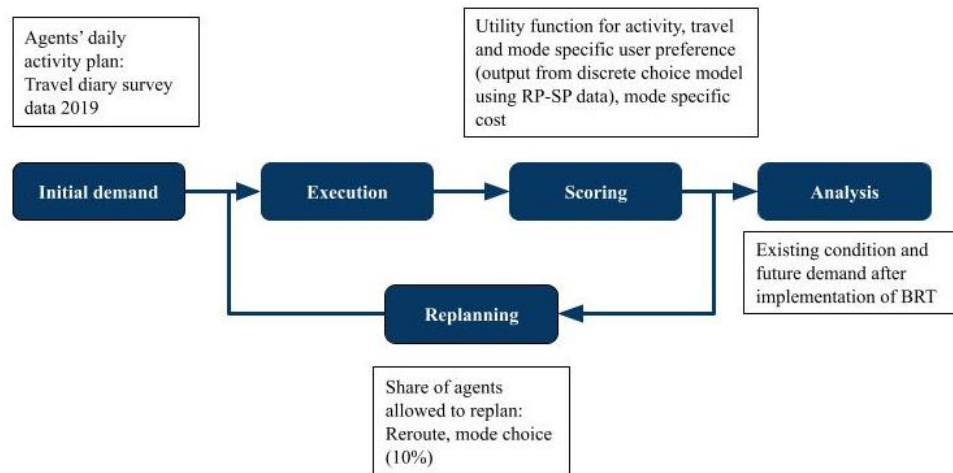 Agents' daily
activity plan:
Travel diary survey
data 2019
Utility function for activity, travel
and mode specific user preference
(output from discrete choice model
using RP-SP data), mode specific
cost
Initial demand
Execution
Scoring
Analysis
Existing condition and
future demand after
implementation of BRT
Replanning
Share of agents
allowed to replan:
Reroute, mode choice
(10%)